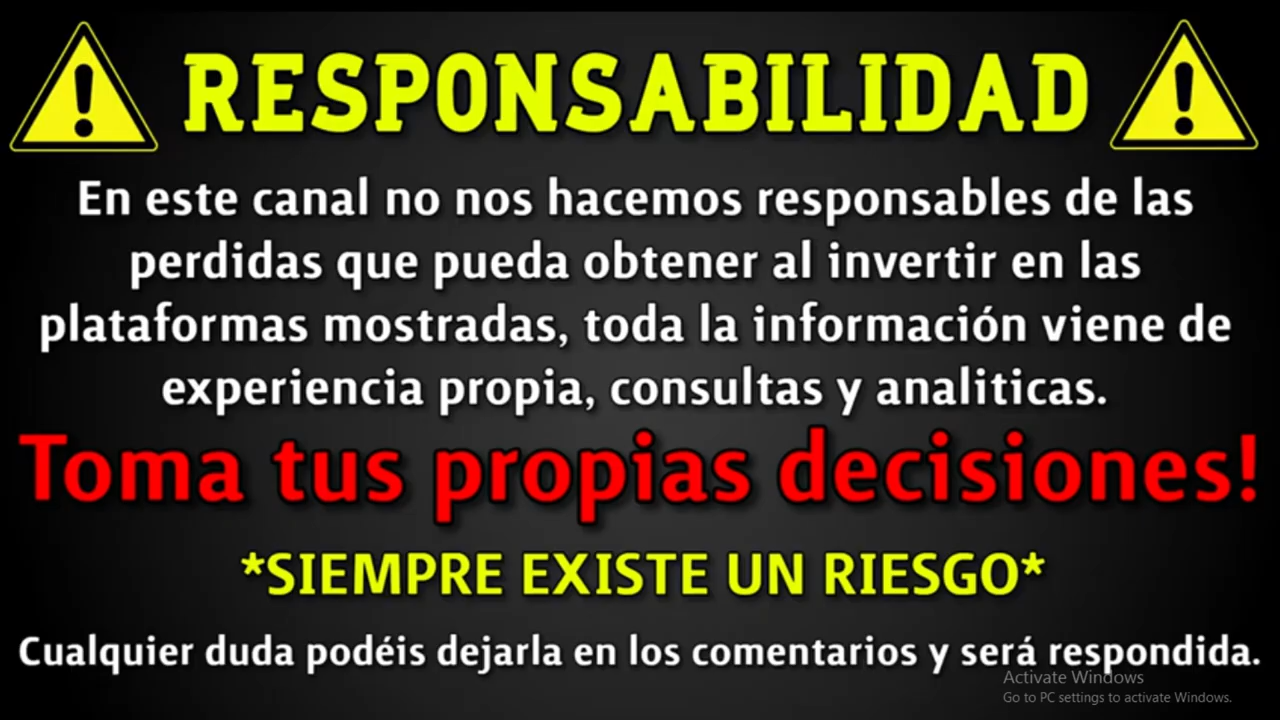 RESPONSABILIDAD
En este canal no nos hacemos responsables de las
perdidas que pueda obtener al invertir en las
plataformas mostradas, toda la información viene de
experiencia propia, consultas y analiticas.
Toma tus propias decisiones!
*SIEMPRE EXISTE UN RIESGO*
Cualquier duda podéis dejarla en los comentarios y será respondida.
Activate Windows
Go to PC settings to activate Windows.